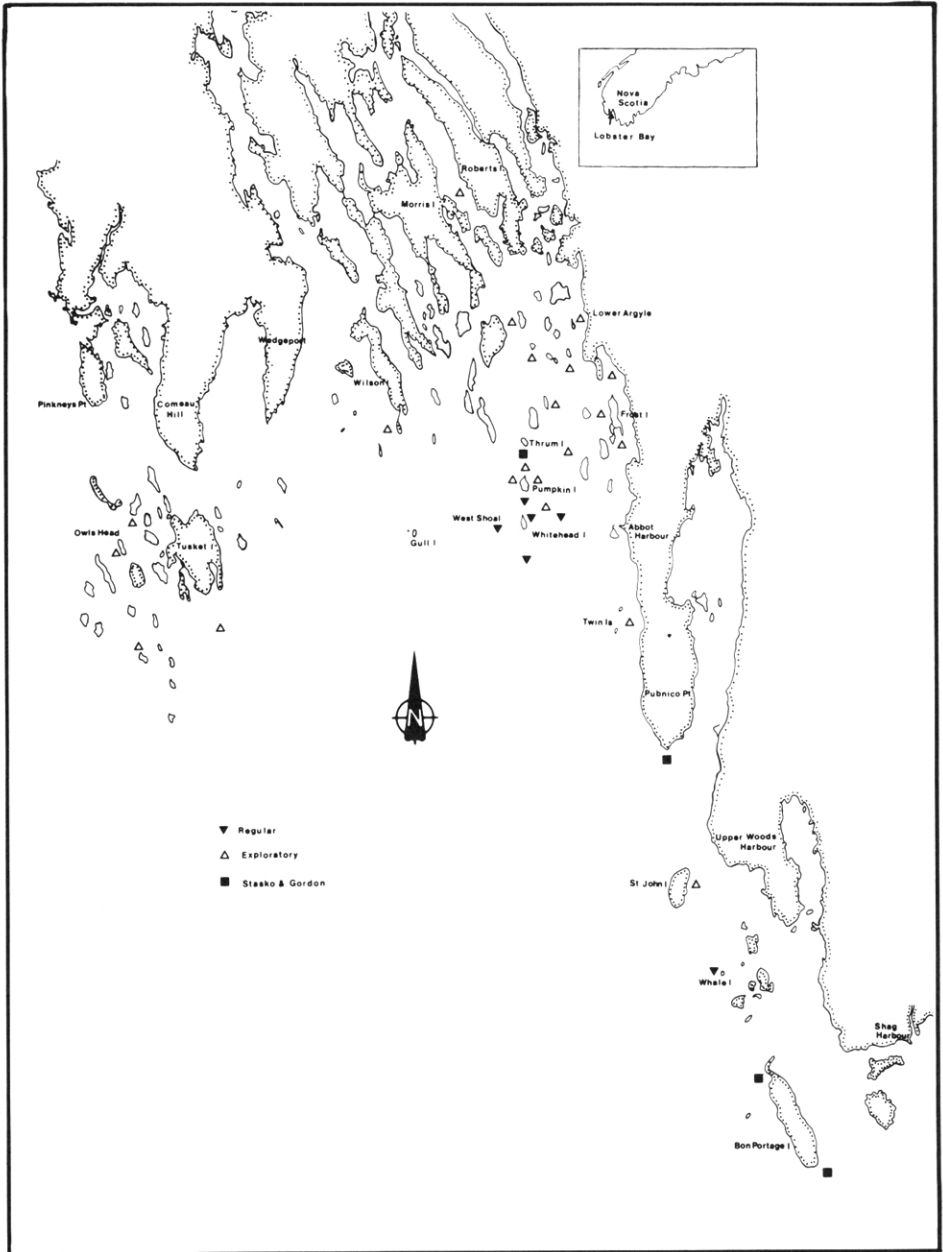 Nova
Scotia
Lobster Bay
Roberts I
Morris I
Lower Argyle
Wedgeport
Wilson I
Pinkneys Pt
Comeau
Hill
Frost I
Thrum I
Pumpkin I
West Shoal
Abbot
Harbour
Owls Head
Tusket I
Gull I
Whitehead I
Twin Is
N
Pubnico Pt
Regular
Upper Woods
Harbour
Exploratory
Stasko & Gordon
St John I
Whale I
Shag
Harbour
Bon Portage I